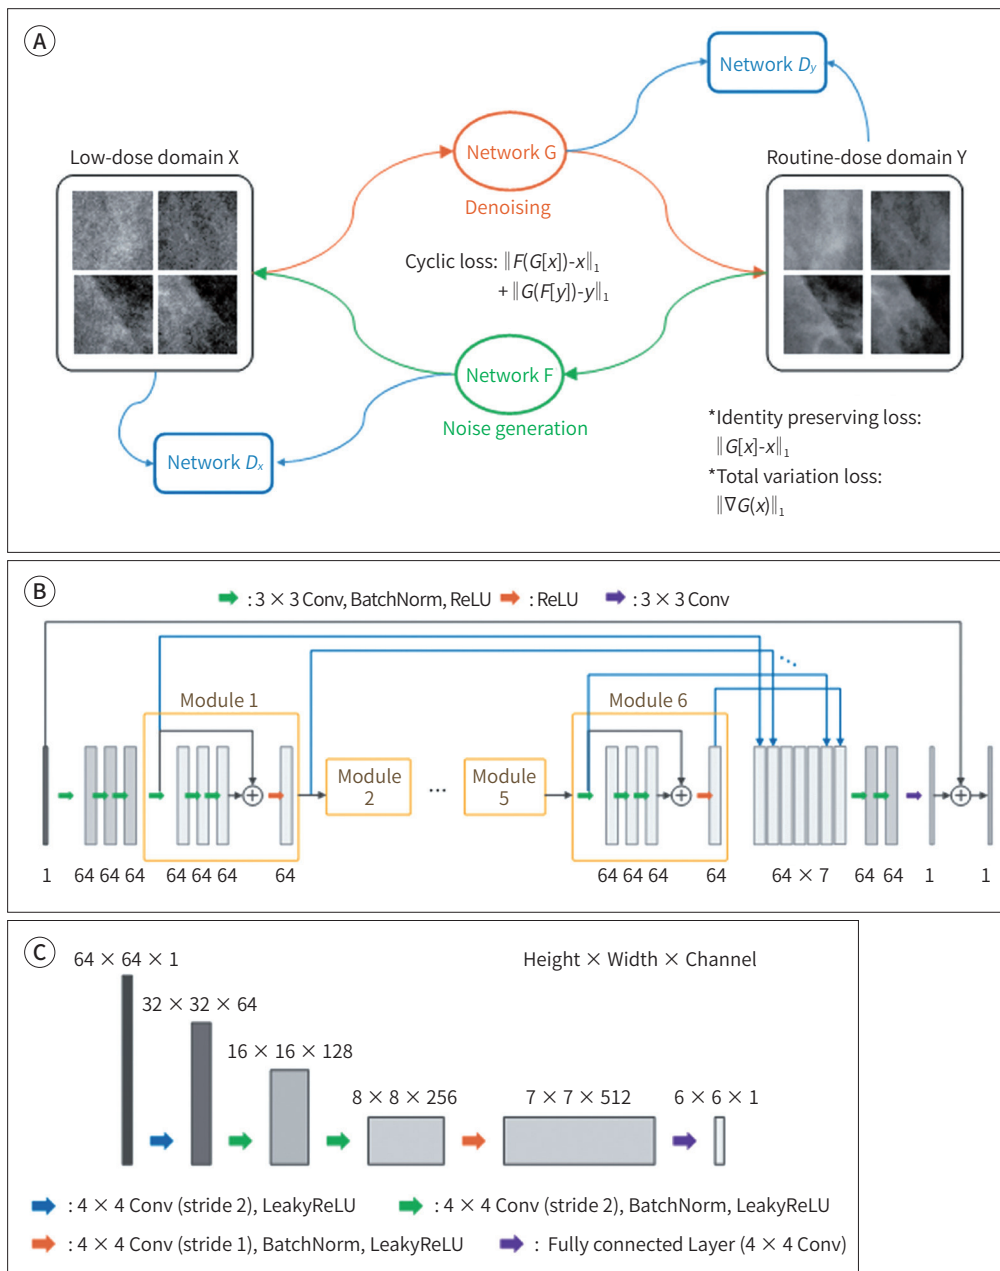 A
Network Dy
Low-dose domain X
Network G
Routine-dose domain Y
Denoising
Cyclic loss: ‖F(G[x])-x‖₁
+ ‖G(F[y])-y‖₁
Network F
Noise generation
*Identity preserving loss:
‖G[x]-x‖₁
*Total variation loss:
‖∇G(x)‖₁
Network Dx
B
: 3 × 3 Conv, BatchNorm, ReLU : ReLU : 3 × 3 Conv
Module 1 Module 6
Module 2 ... Module 5
1 64 64 64 64 64 64 64 64 64 64 64 64 × 7 64 64 1 1
C
64 × 64 × 1
Height × Width × Channel
32 × 32 × 64
16 × 16 × 128
8 × 8 × 256 7 × 7 × 512 6 × 6 × 1
: 4 × 4 Conv (stride 2), LeakyReLU : 4 × 4 Conv (stride 2), BatchNorm, LeakyReLU
: 4 × 4 Conv (stride 1), BatchNorm, LeakyReLU : Fully connected Layer (4 × 4 Conv)